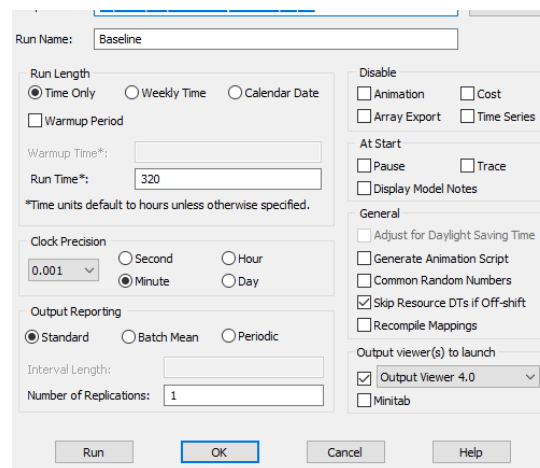 Run Name: Baseline
Run Length
Time Only Weekly Time Calendar Date
Warmup Period
Warmup Time*:
Run Time*: 320
*Time units default to hours unless otherwise specified.
Clock Precision
0.001
Second Hour
Minute Day
Output Reporting
Standard Batch Mean Periodic
Interval Length:
Number of Replications: 1
Disable
Animation Cost
Array Export Time Series
At Start
Pause Trace
Display Model Notes
General
Adjust for Daylight Saving Time
Generate Animation Script
Common Random Numbers
Skip Resource DTs if Off-shift
Recompile Mappings
Output viewer(s) to launch
Output Viewer 4.0
Minitab
Run OK Cancel Help